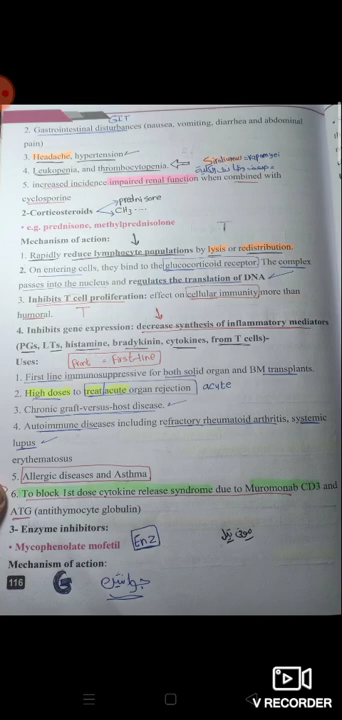 GIT
2. Gastrointestinal disturbances (nausea, vomiting, diarrhea and abdominal
pain)
3. Headache, hypertension
4. Leukopenia, and thrombocytopenia.
5. increased incidence impaired renal function when combined with
cyclosporine
prednisone
2-Corticosteroids
CH3 ....
• e.g. prednisone, methylprednisolone
T
Mechanism of action:
1. Rapidly reduce lymphocyte populations by lysis or redistribution.
2. On entering cells, they bind to the glucocorticoid receptor. The complex
passes into the nucleus and regulates the translation of DNA
3. Inhibits T cell proliferation: effect on cellular immunity more than
humoral.
T
4. Inhibits gene expression: decrease synthesis of inflammatory mediators
(PGs, LTs, histamine, bradykinin, cytokines, from T cells)-
Uses:
first-line
1. First line immunosuppressive for both solid organ and BM transplants.
2. High doses to treat acute organ rejection
acute
3. Chronic graft-versus-host disease.
4. Autoimmune diseases including refractory rheumatoid arthritis, systemic
lupus
erythematosus
5. Allergic diseases and Asthma
6. To block 1st dose cytokine release syndrome due to Muromonab CD3 and
ATG (antithymocyte globulin)
3- Enzyme inhibitors:
• Mycophenolate mofetil
Enz
Mechanism of action:
116
G
V RECORDER